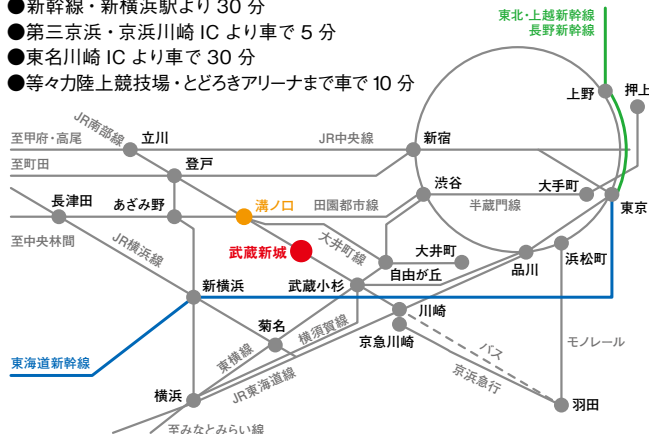 ●新幹線・新横浜駅より 30 分
●第三京浜・京浜川崎 IC より車で 5 分
●東名川崎 IC より車で 30 分
●等々力陸上競技場・とどろきアリーナまで車で 10 分
東北・上越新幹線
長野新幹線
上野
押上
JR南部線
至甲府・高尾
立川
JR中央線
新宿
至町田
登戸
渋谷
大手町
長津田
あざみ野
溝ノ口
田園都市線
半蔵門線
東京
至中央林間
JR横浜線
武蔵新城
大井町線
大井町
自由が丘
品川
浜松町
新横浜
武蔵小杉
川崎
菊名
横須賀線
京急川崎
バス
モノレール
東海道新幹線
東横線
JR東海道線
京浜急行
横浜
羽田
至みなとみらい線